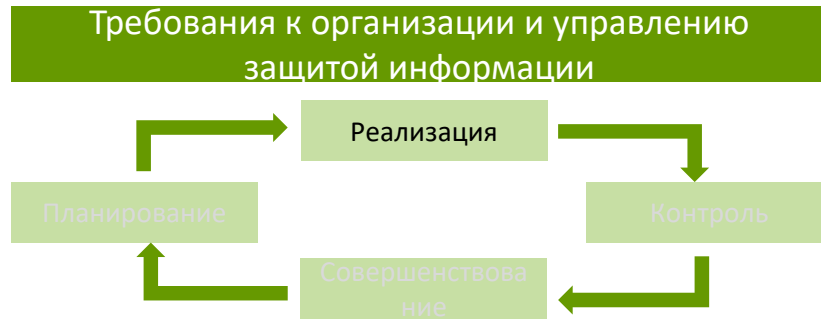 Требования к организации и управлению
защитой информации
Реализация
Планирование
Контроль
Совершенствова
ние